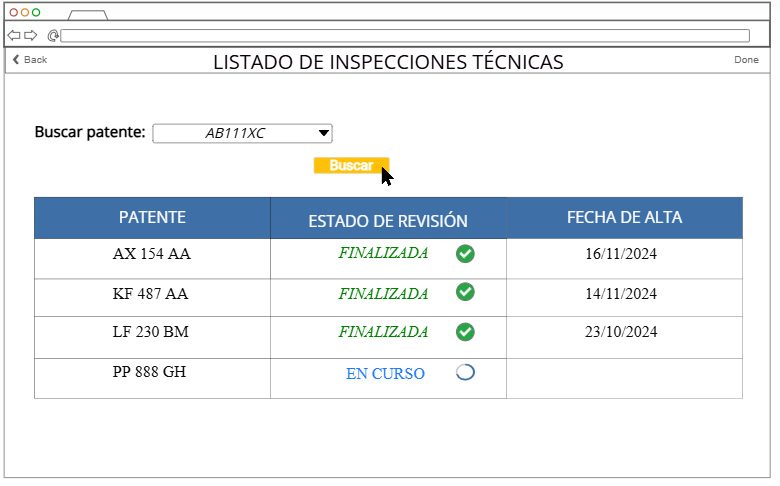 Back
LISTADO DE INSPECCIONES TÉCNICAS
Done
Buscar patente: AB111XC
Buscar
PATENTE ESTADO DE REVISIÓN FECHA DE ALTA
AX 154 AA FINALIZADA 16/11/2024
KF 487 AA FINALIZADA 14/11/2024
LF 230 BM FINALIZADA 23/10/2024
PP 888 GH EN CURSO